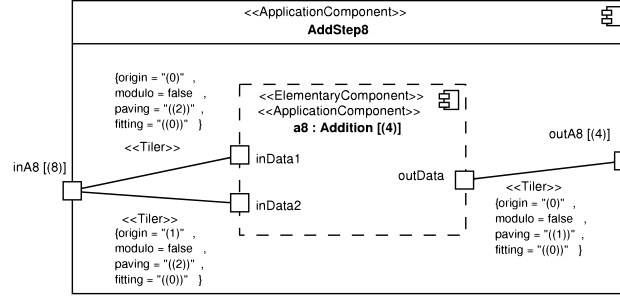 <<ApplicationComponent>>
AddStep8
{origin = "(0)" ,
modulo = false ,
paving = "((2))" ,
fitting = "((0))" }
<<Tiler>>
<<ElementaryComponent>>
<<ApplicationComponent>>
a8 : Addition [(4)]
inA8 [(8)]
inData1
inData2
outData
outA8 [(4)]
<<Tiler>>
{origin = "(1)" ,
modulo = false ,
paving = "((2))" ,
fitting = "((0))" }
<<Tiler>>
{origin = "(0)" ,
modulo = false ,
paving = "((1))" ,
fitting = "((0))" }